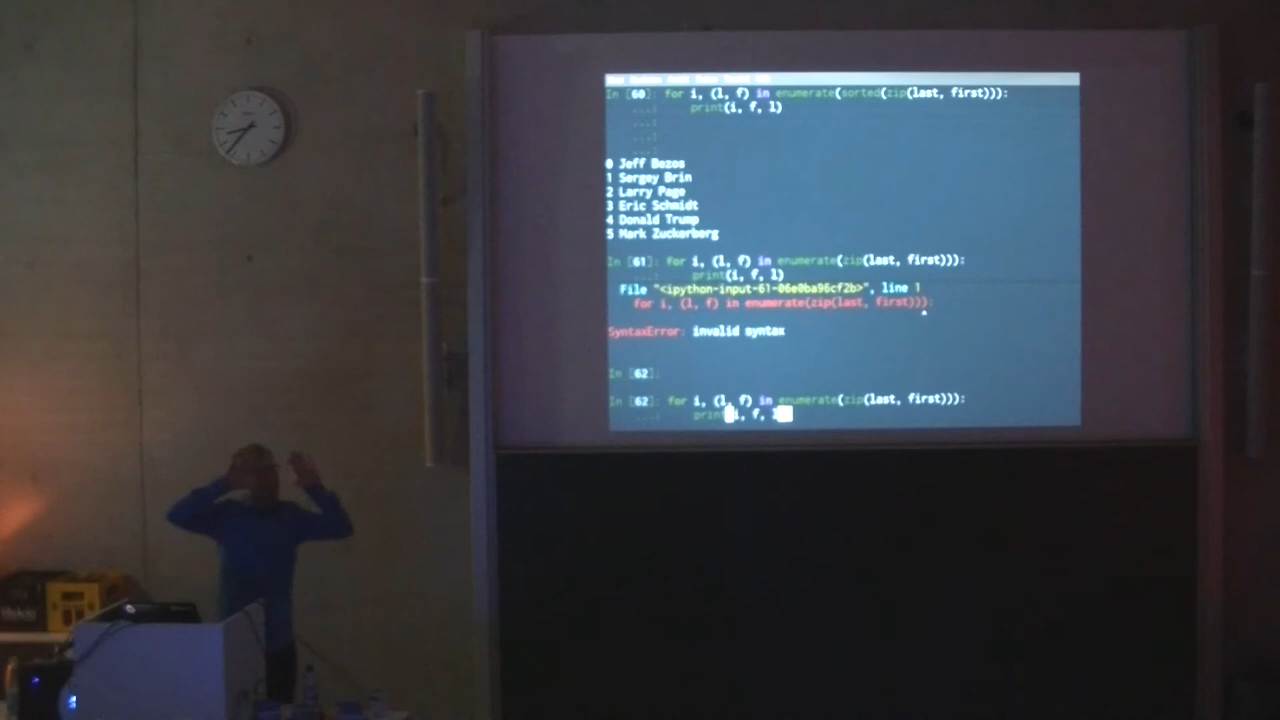 In [60]: for i, (l, f) in enumerate(sorted(zip(last, first))):
...: print(i, f, l)
...:
...:
0 Jeff Bezos
1 Sergey Brin
2 Larry Page
3 Eric Schmidt
4 Donald Trump
5 Mark Zuckerberg
In [61]: for i, (l, f) in enumerate(zip(last, first))):
...: print(i, f, l)
File "<ipython-input-61-06e0ba96cf2b>", line 1
for i, (l, f) in enumerate(zip(last, first))):
^
SyntaxError: invalid syntax
In [62]:
In [62]: for i, (l, f) in enumerate(zip(last, first))):
...: print(i, f, l)